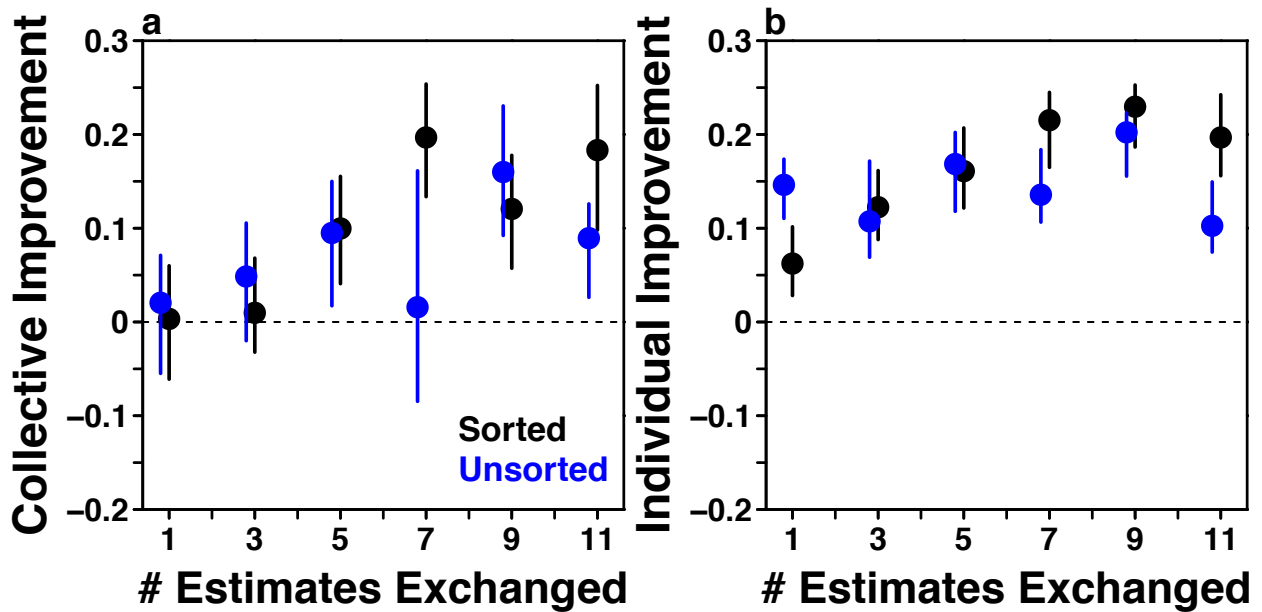 a
Collective Improvement
0.3
0.2
0.1
0
−0.1
−0.2
Sorted
Unsorted
1 3 5 7 9 11
# Estimates Exchanged
b
Individual Improvement
0.3
0.2
0.1
0
−0.1
−0.2
1 3 5 7 9 11
# Estimates Exchanged